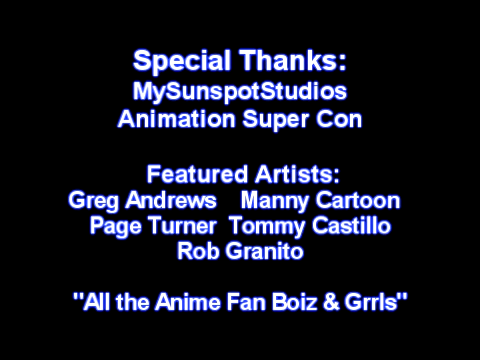 Special Thanks:
MySunspotStudios
Animation Super Con
Featured Artists:
Greg Andrews Manny Cartoon
Page Turner Tommy Castillo
Rob Granito
"All the Anime Fan Boiz & Grrls"